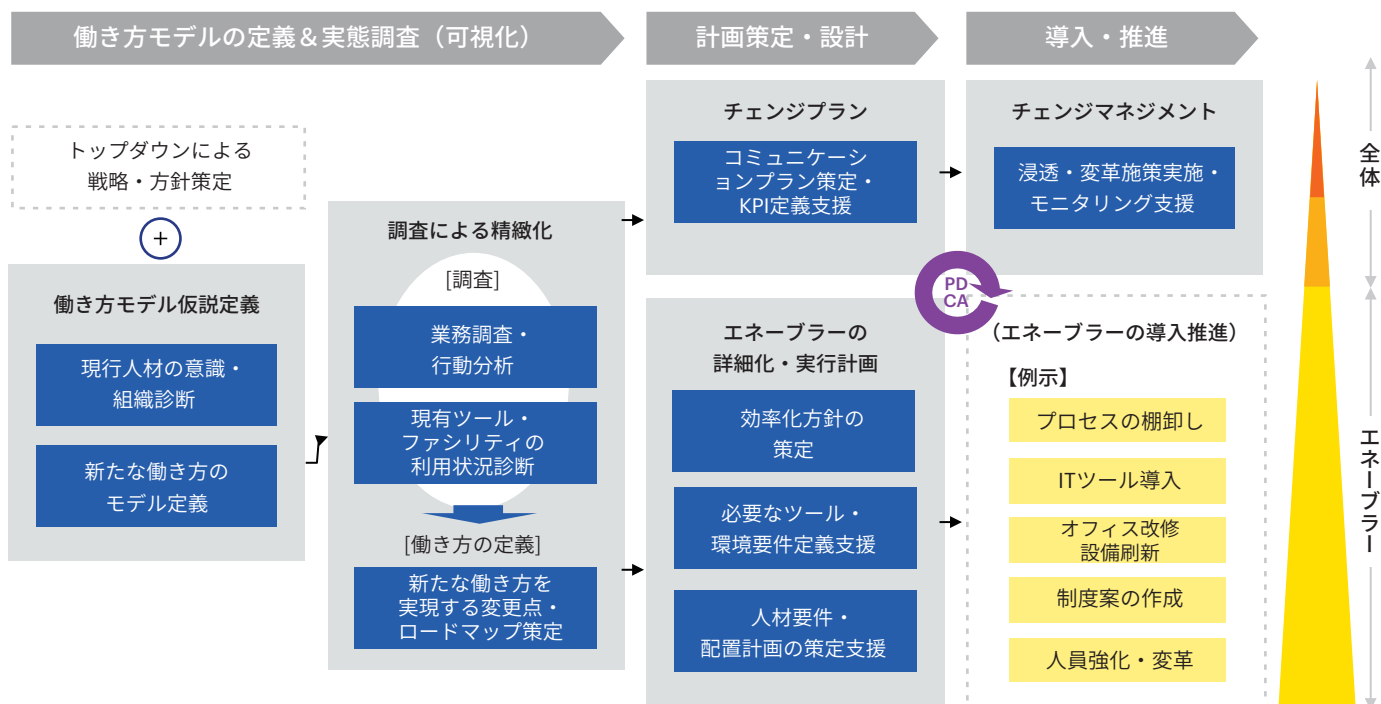 働き方モデルの定義＆実態調査（可視化）
計画策定・設計
導入・推進
トップダウンによる
戦略・方針策定
+
働き方モデル仮説定義
現行人材の意識・
組織診断
新たな働き方の
モデル定義
調査による精緻化
[調査]
業務調査・
行動分析
現有ツール・
ファシリティの
利用状況診断
[働き方の定義]
新たな働き方を
実現する変更点・
ロードマップ策定
チェンジプラン
コミュニケーシ
ョンプラン策定・
KPI定義支援
エネーブラーの
詳細化・実行計画
効率化方針の
策定
必要なツール・
環境要件定義支援
人材要件・
配置計画の策定支援
チェンジマネジメント
浸透・変革施策実施・
モニタリング支援
PD
CA
（エネーブラーの導入推進）
【例示】
プロセスの棚卸し
ITツール導入
オフィス改修
設備刷新
制度案の作成
人員強化・変革
全体
エネーブラー